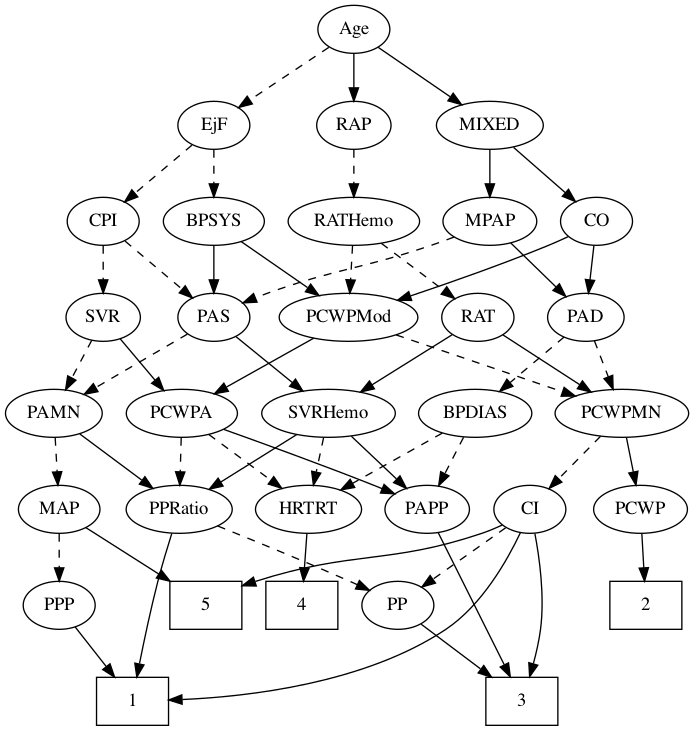 Age
EjF
RAP
MIXED
CPI
BPSYS
RATHemo
MPAP
CO
SVR
PAS
PCWPMod
RAT
PAD
PAMN
PCWPA
SVRHemo
BPDIAS
PCWPMN
MAP
PPRatio
HRTRT
PAPP
CI
PCWP
PPP
5
4
PP
2
1
3